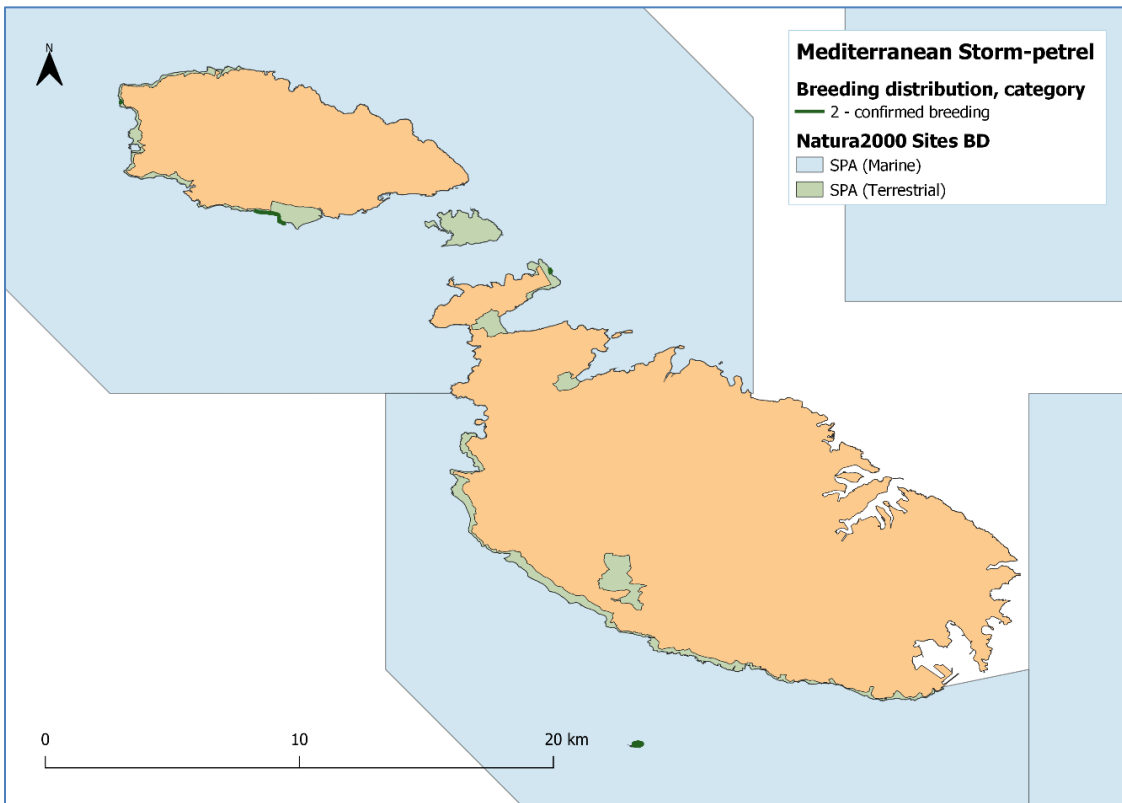 N
Mediterranean Storm-petrel
Breeding distribution, category
2 - confirmed breeding
Natura2000 Sites BD
SPA (Marine)
SPA (Terrestrial)
0 10 20 km